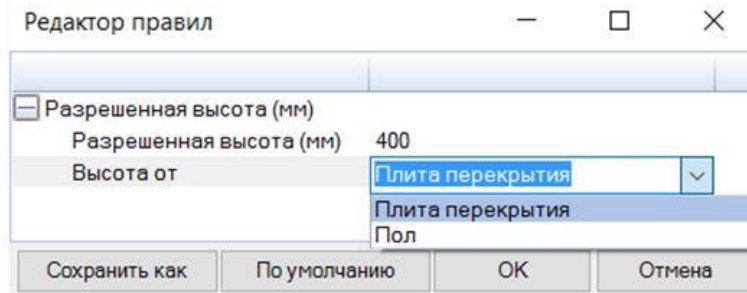 Редактор правил
Разрешенная высота (мм)
Разрешенная высота (мм) 400
Высота от Плита перекрытия
Плита перекрытия
Пол
Сохранить как По умолчанию OK Отмена